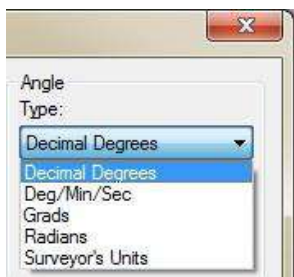 Angle
Type:
Decimal Degrees
Decimal Degrees
Deg/Min/Sec
Grads
Radians
Surveyor's Units